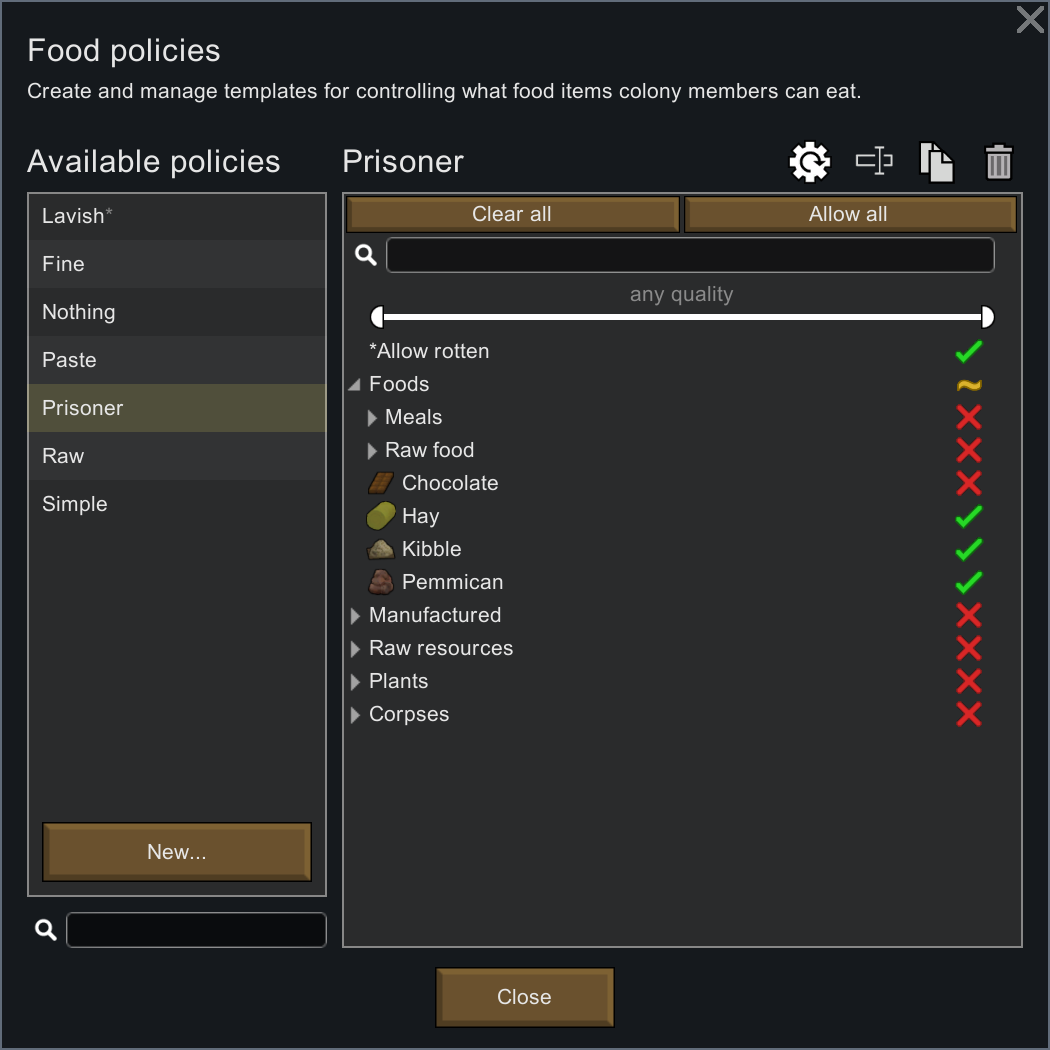 Food policies
Create and manage templates for controlling what food items colony members can eat.
Available policies
Lavish*
Fine
Nothing
Paste
Prisoner
Raw
Simple
New...
Prisoner
Clear all
Allow all
any quality
*Allow rotten
Foods
Meals
Raw food
Chocolate
Hay
Kibble
Pemmican
Manufactured
Raw resources
Plants
Corpses
Close